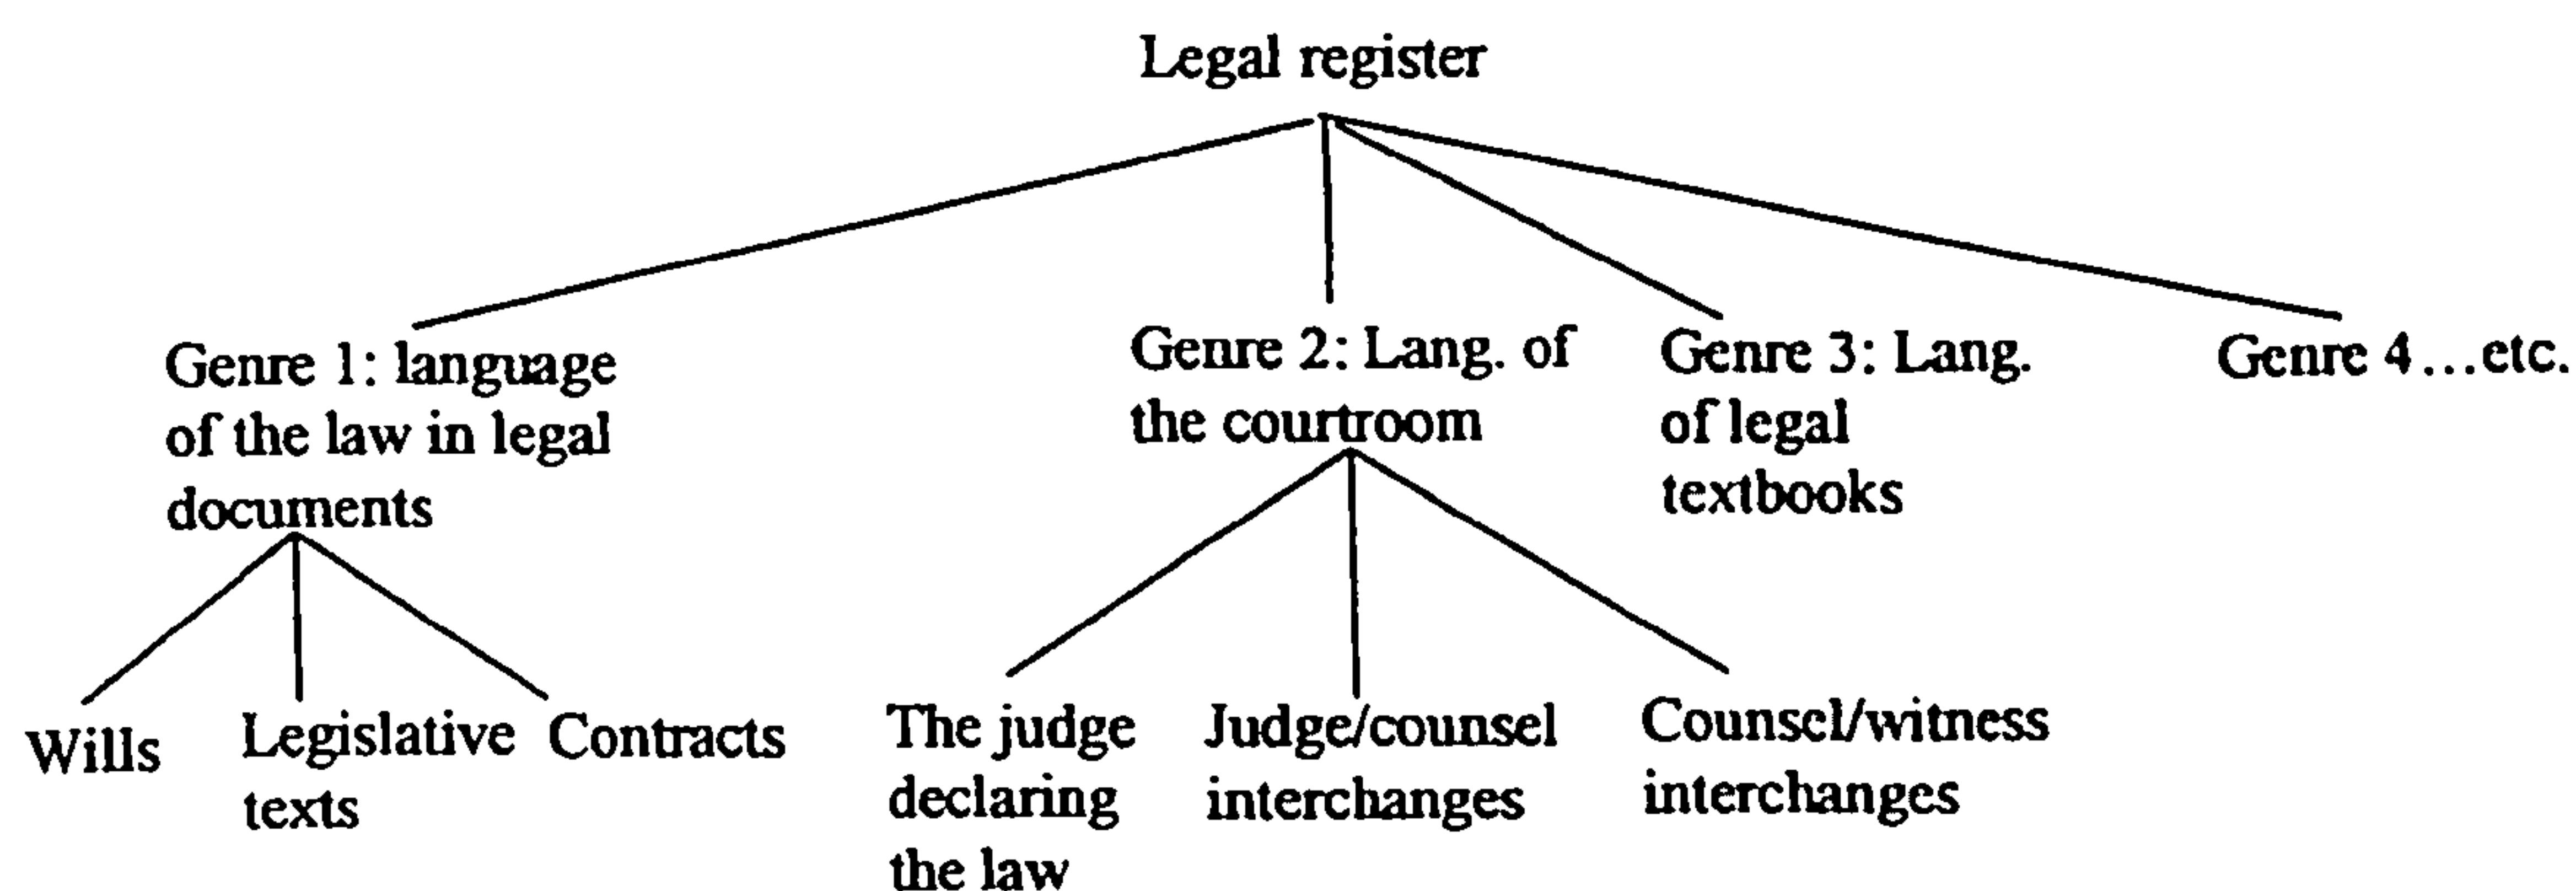 Legal register
Genre 1: language
of the law in legal
documents
Genre 2: Lang. of
the courtroom
Genre 3: Lang.
of legal
textbooks
Genre 4...etc.
Wills
Legislative
texts
Contracts
The judge
declaring
the law
Judge/counsel
interchanges
Counsel/witness
interchanges